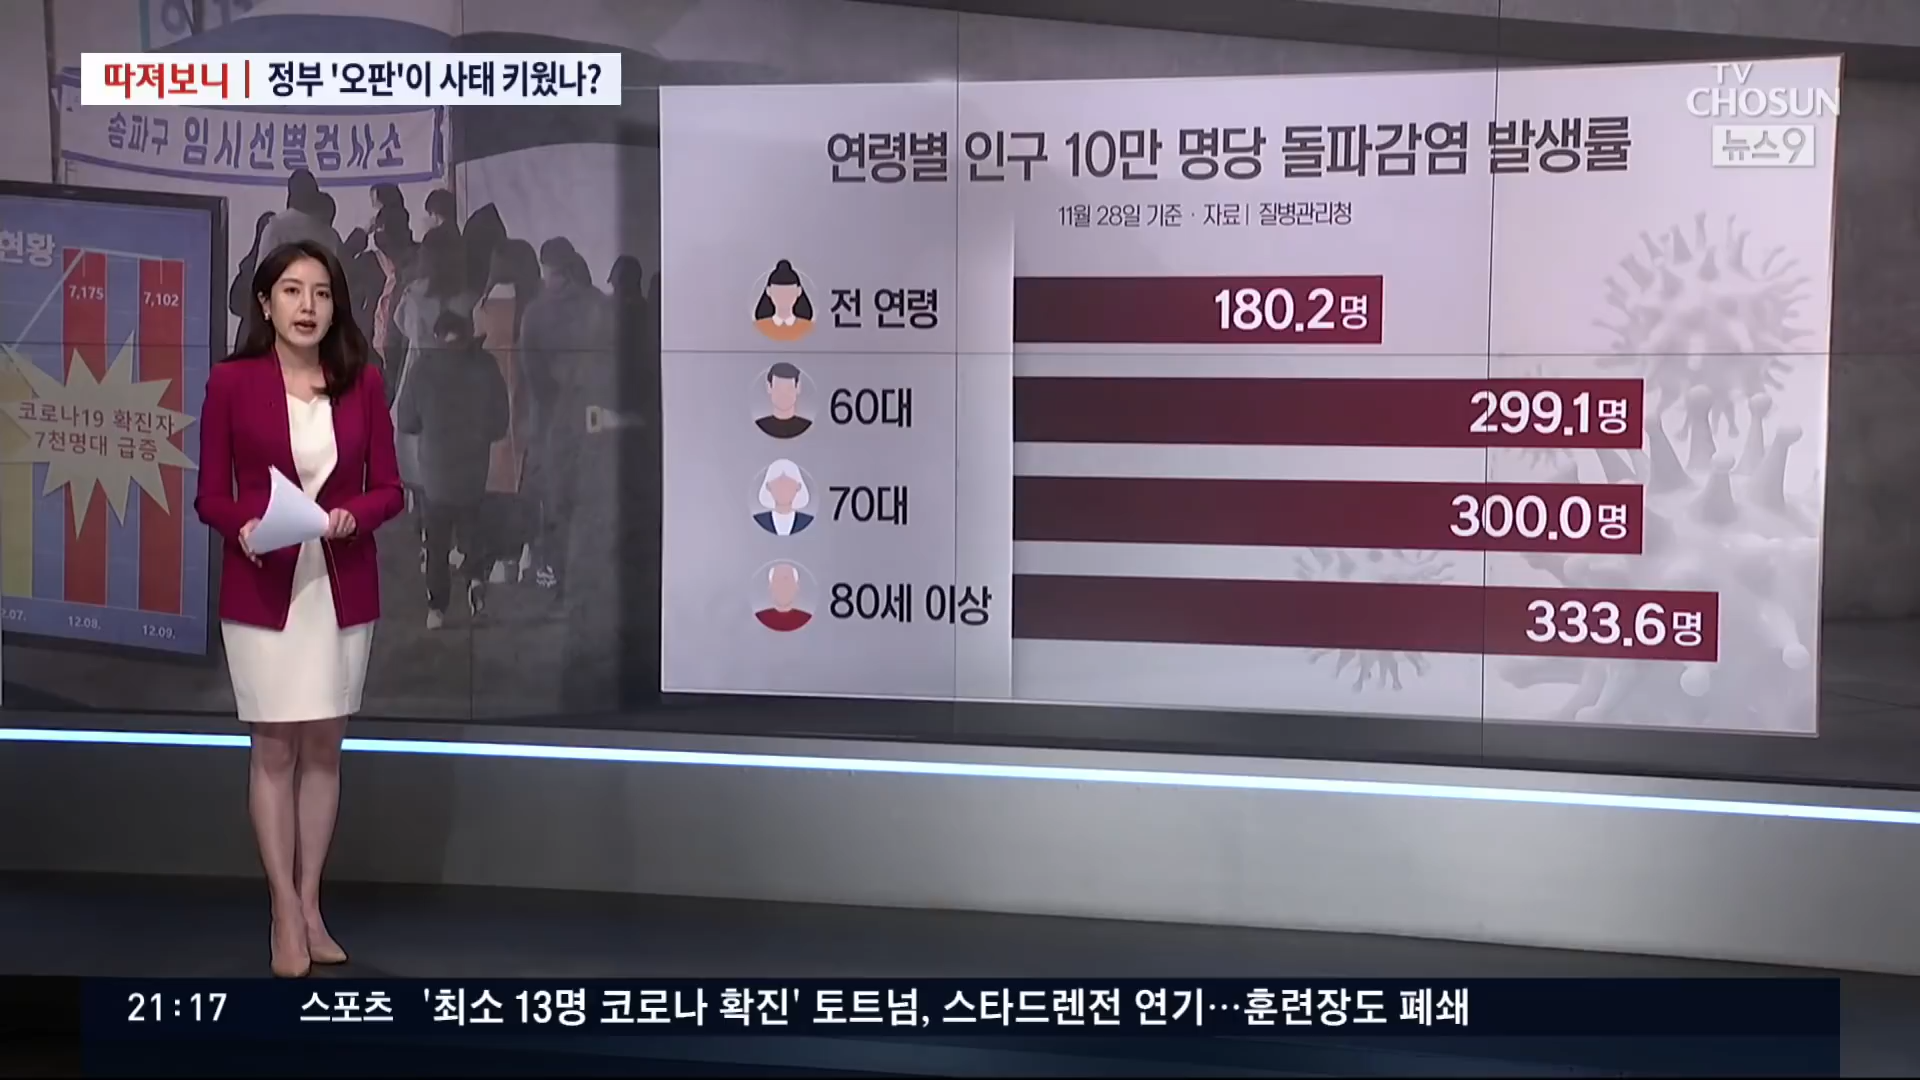 따져보니 | 정부 '오판'이 사태 키웠나?
TV
CHOSUN
뉴스9
송파구 임시선별검사소
현황
7,175
7,102
코로나19 확진자
7천명대 급증
2.07.
12.08.
12.09.
연령별 인구 10만 명당 돌파감염 발생률
11월 28일 기준 · 자료 | 질병관리청
전 연령 180.2명
60대 299.1명
70대 300.0명
80세 이상 333.6명
21:17 스포츠 '최소 13명 코로나 확진' 토트넘, 스타드렌전 연기…훈련장도 폐쇄